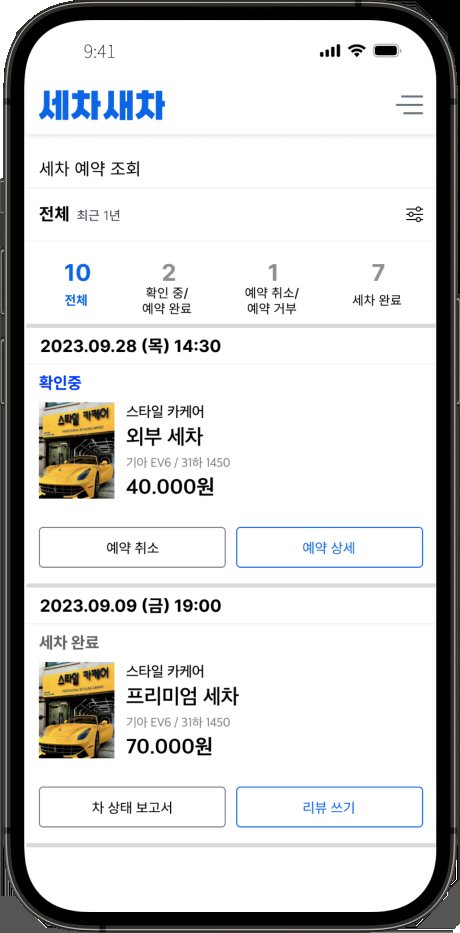 9:41
세차새차
세차 예약 조회
전체 최근 1년
10 2 1 7
전체 확인 중/ 예약 취소/ 세차 완료
예약 완료 예약 거부
2023.09.28 (목) 14:30
확인중
스타일 카케어
스타일 카케어
외부 세차
기아 EV6 / 31하 1450
40.000원
예약 취소 예약 상세
2023.09.09 (금) 19:00
세차 완료
스타일 카케어
스타일 카케어
프리미엄 세차
기아 EV6 / 31하 1450
70.000원
차 상태 보고서 리뷰 쓰기